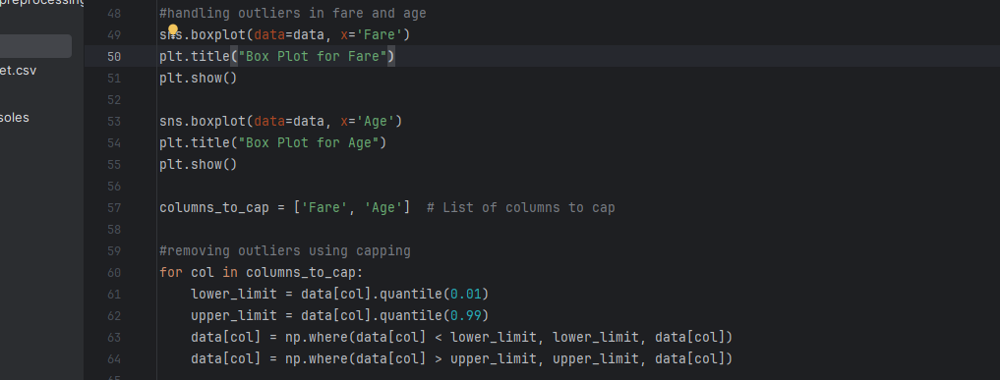 preprocessing
et.csv
soles
48 #handling outliers in fare and age
49 sns.boxplot(data=data, x='Fare')
50 plt.title("Box Plot for Fare")
51 plt.show()
52
53 sns.boxplot(data=data, x='Age')
54 plt.title("Box Plot for Age")
55 plt.show()
56
57 columns_to_cap = ['Fare', 'Age']  # List of columns to cap
58
59 #removing outliers using capping
60 for col in columns_to_cap:
61     lower_limit = data[col].quantile(0.01)
62     upper_limit = data[col].quantile(0.99)
63     data[col] = np.where(data[col] < lower_limit, lower_limit, data[col])
64     data[col] = np.where(data[col] > upper_limit, upper_limit, data[col])
65